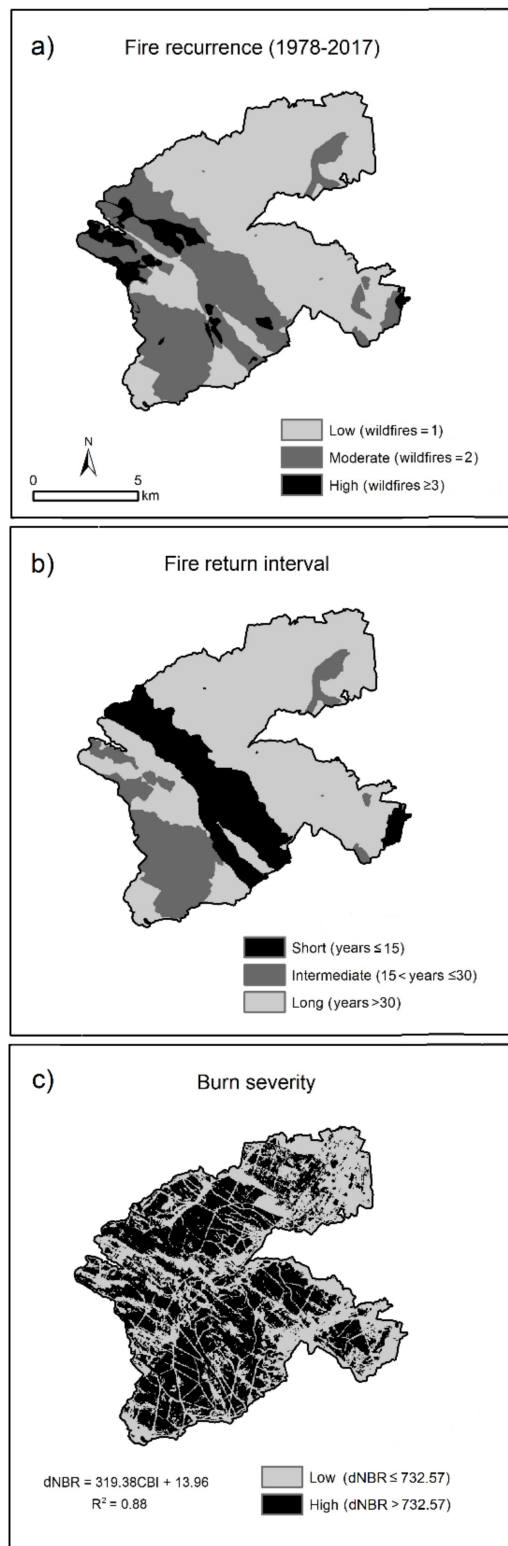 a) Fire recurrence (1978-2017)
N
0 5
km
Low (wildfires = 1)
Moderate (wildfires = 2)
High (wildfires ≥3)
b) Fire return interval
Short (years ≤ 15)
Intermediate (15 < years ≤30)
Long (years >30)
c) Burn severity
dNBR = 319.38CBI + 13.96
R² = 0.88
Low (dNBR ≤ 732.57)
High (dNBR > 732.57)